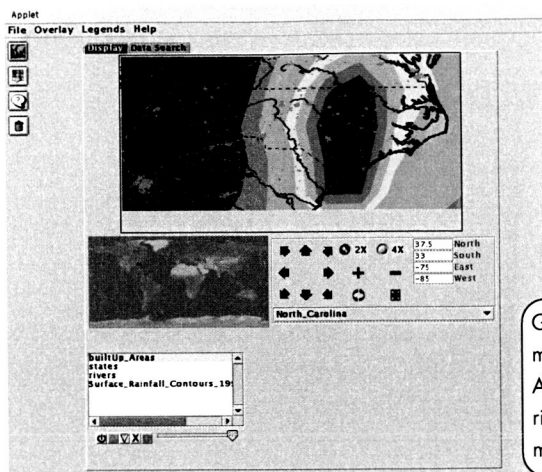 Applet
File Overlay Legends Help
Display Data Search
2X 4X
37.5 North
33 South
-75 East
-85 West
North_Carolina
builtUp_Areas
states
rivers
Surface_Rainfall_Contours_19
G
m
A
ri
m